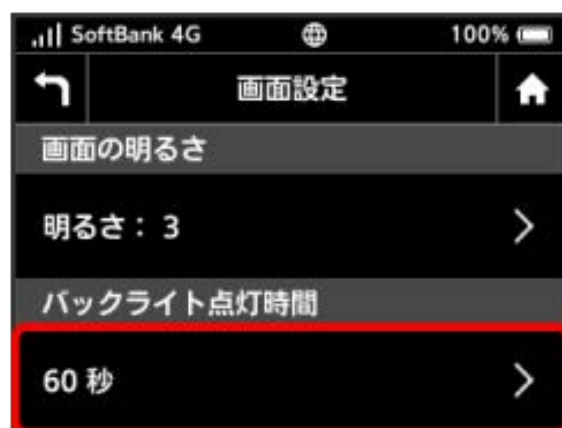 SoftBank 4G 100%
画面設定
画面の明るさ
明るさ： 3
バックライト点灯時間
60 秒